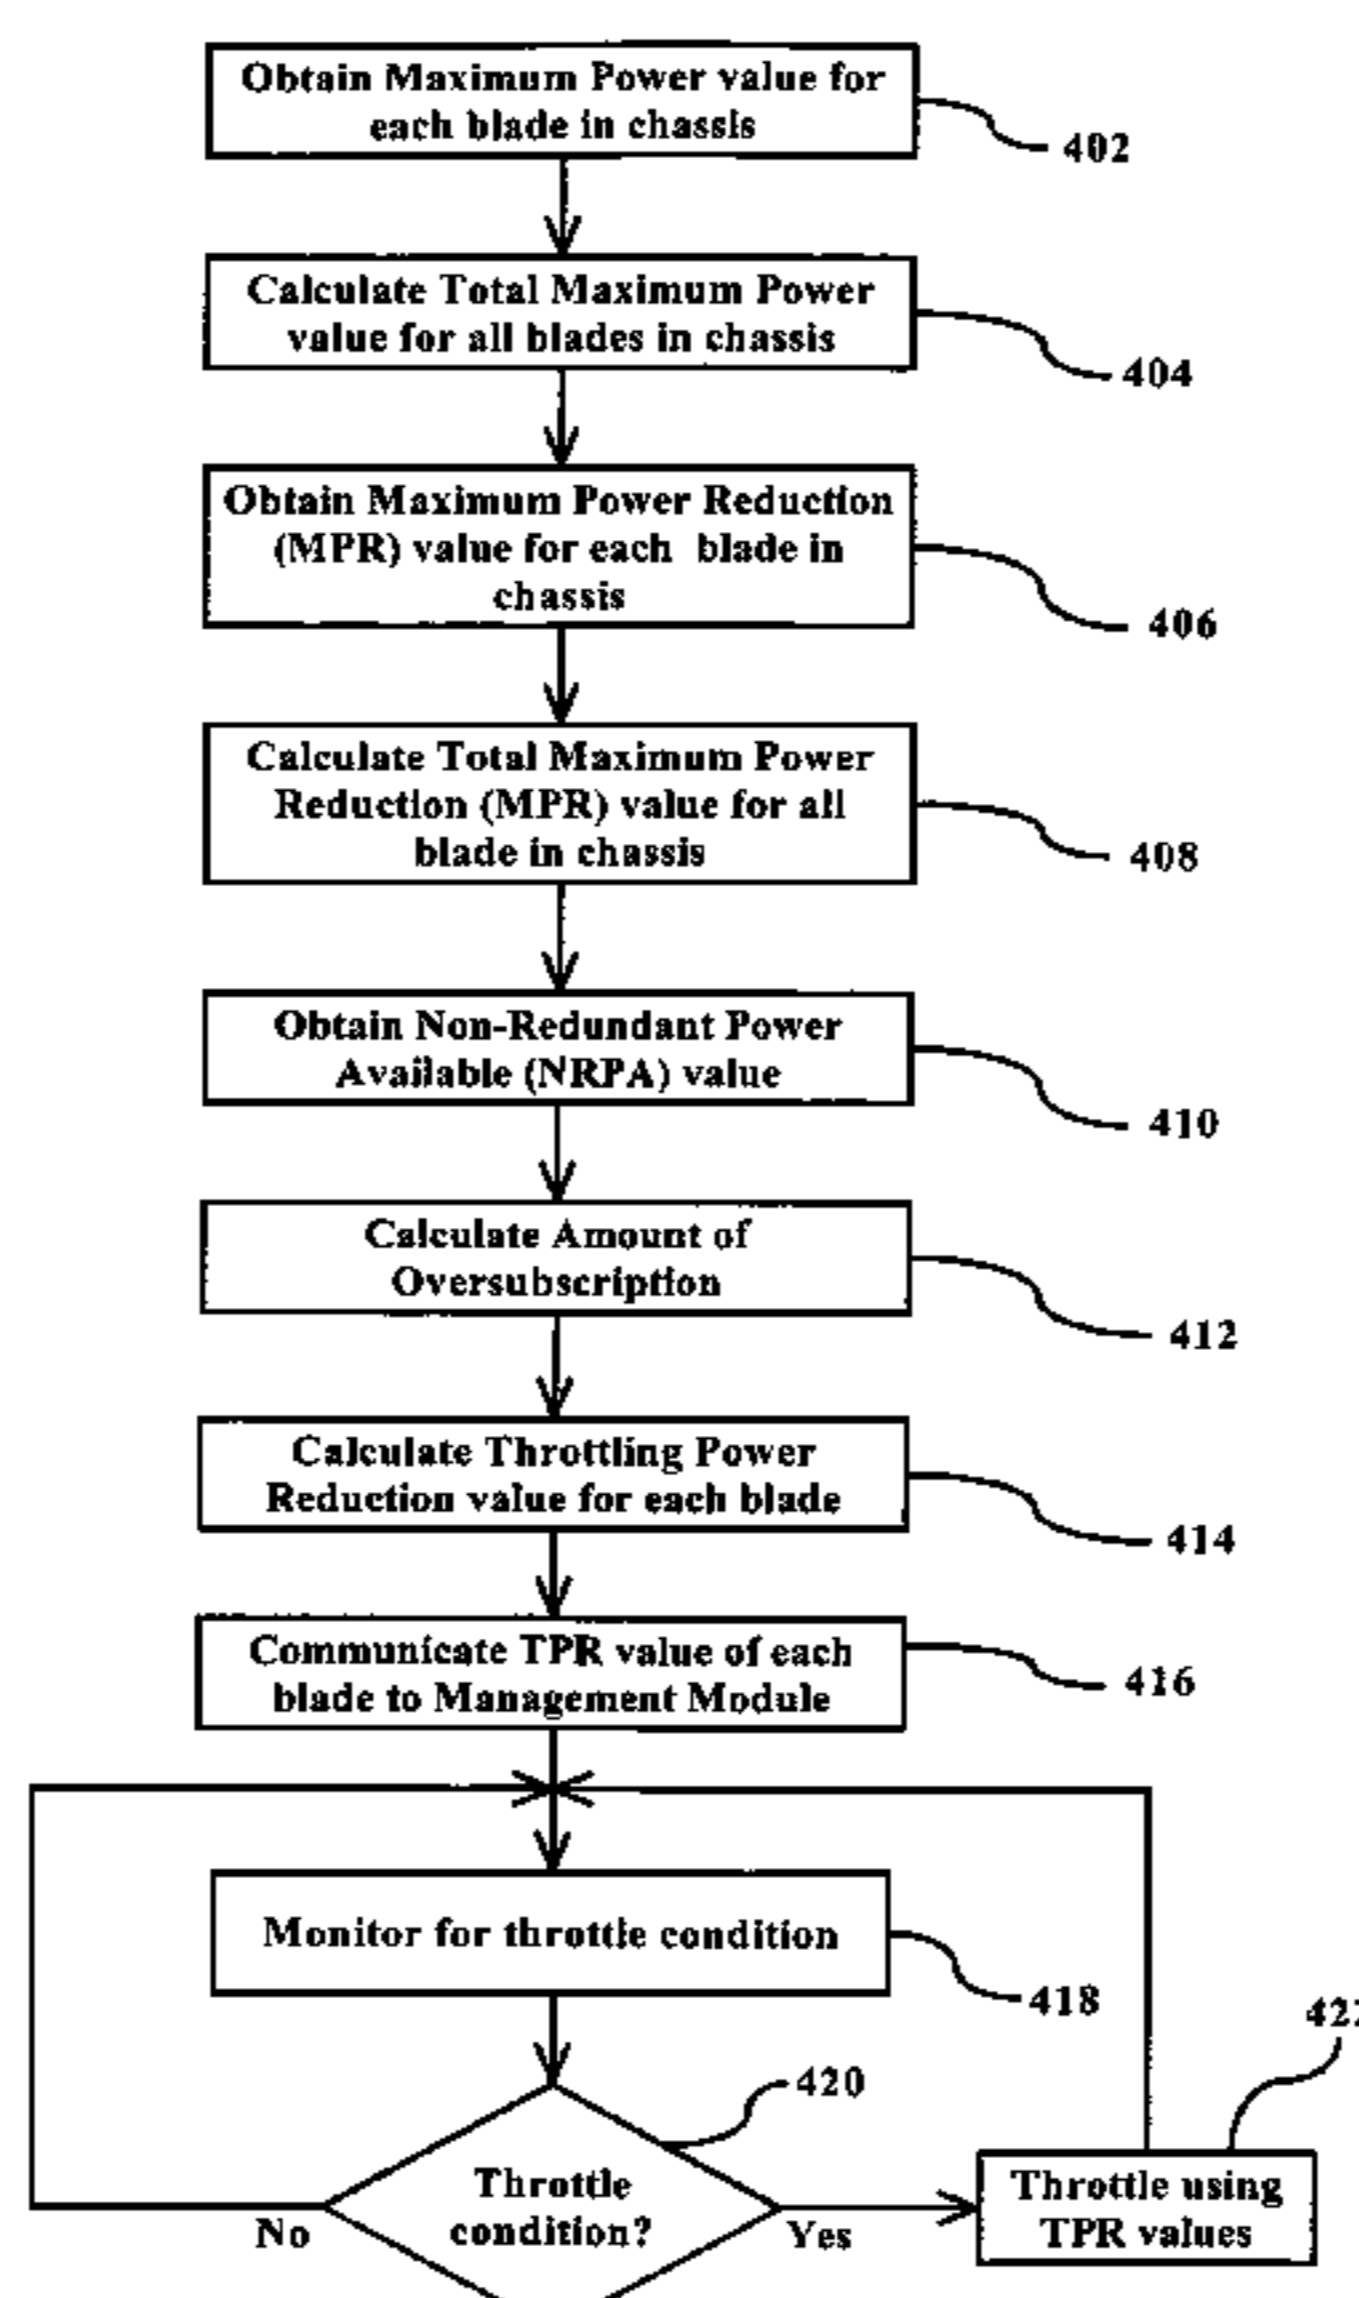 Obtain Maximum Power value for
each blade in chassis
402
Calculate Total Maximum Power
value for all blades in chassis
404
Obtain Maximum Power Reduction
(MPR) value for each blade in
chassis
406
Calculate Total Maximum Power
Reduction (MPR) value for all
blade in chassis
408
Obtain Non-Redundant Power
Available (NRPA) value
410
Calculate Amount of
Oversubscription
412
Calculate Throttling Power
Reduction value for each blade
414
Communicate TPR value of each
blade to Management Module
416
Monitor for throttle condition
418
420
Throttle
condition?
No
Yes
Throttle using
TPR values